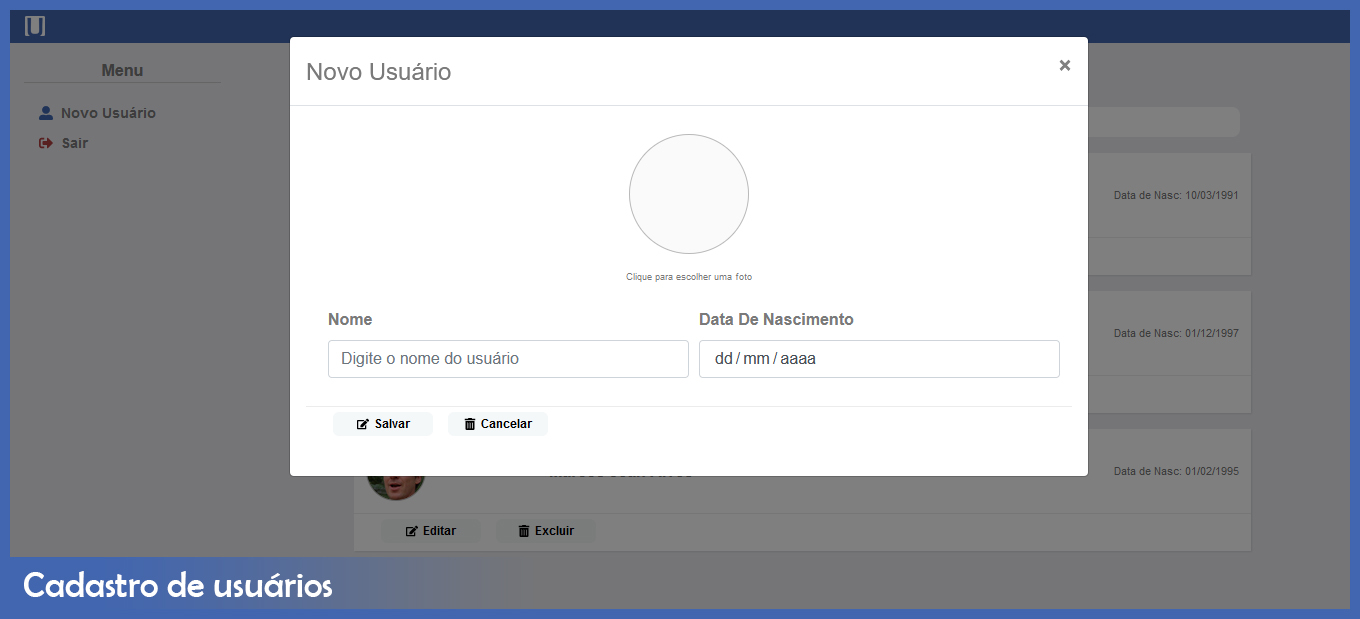 [U]
Menu
Novo Usuário
Sair
Novo Usuário
×
Clique para escolher uma foto
Nome
Data De Nascimento
Digite o nome do usuário
dd/mm/aaaa
Salvar
Cancelar
Data de Nasc: 10/03/1991
Data de Nasc: 01/12/1997
Data de Nasc: 01/02/1995
Editar
Excluir
Cadastro de usuários